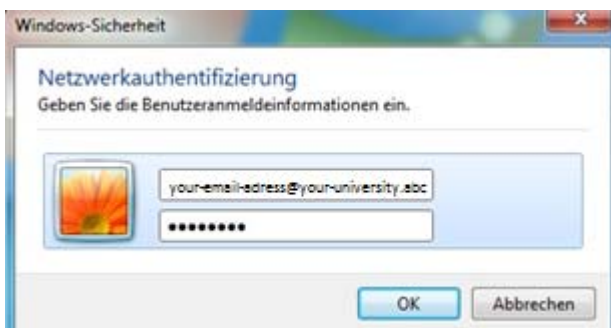 Windows-Sicherheit
Netzwerkauthentifizierung
Geben Sie die Benutzeranmeldeinformationen ein.
your-email-adress@your-university.abc
••••••••
OK
Abbrechen